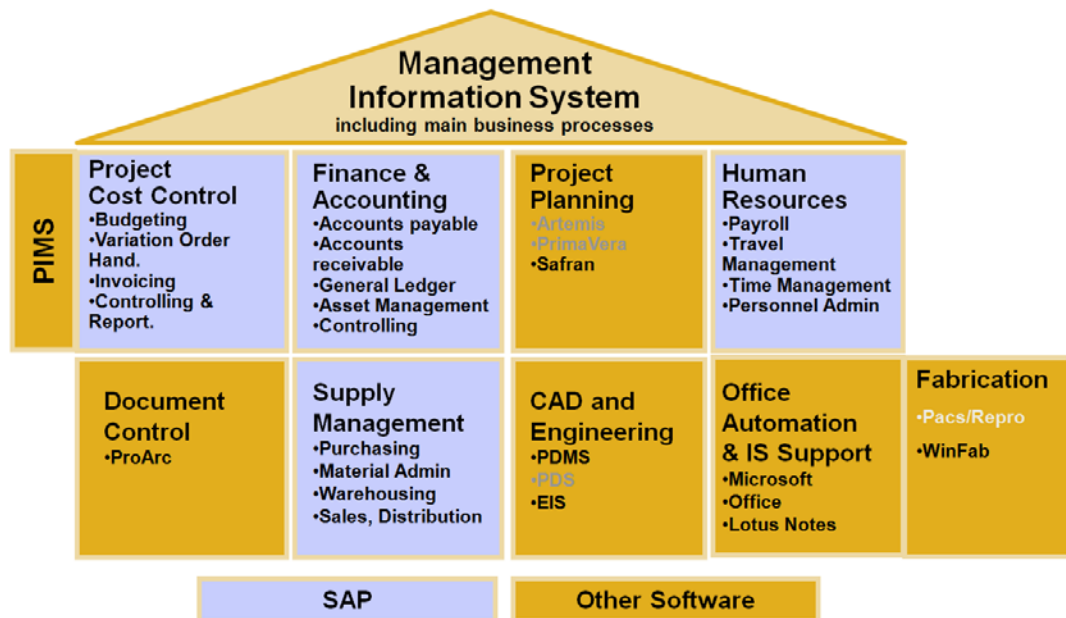 Management
Information System
including main business processes
PIMS
Project
Cost Control
•Budgeting
•Variation Order
Hand.
•Invoicing
•Controlling &
Report.
Finance &
Accounting
•Accounts payable
•Accounts
receivable
•General Ledger
•Asset Management
•Controlling
Project
Planning
•Artemis
•PrimaVera
•Safran
Human
Resources
•Payroll
•Travel
Management
•Time Management
•Personnel Admin
Document
Control
•ProArc
Supply
Management
•Purchasing
•Material Admin
•Warehousing
•Sales, Distribution
CAD and
Engineering
•PDMS
•PDS
•EIS
Office
Automation
& IS Support
•Microsoft
•Office
•Lotus Notes
Fabrication
•Pacs/Repro
•WinFab
SAP
Other Software